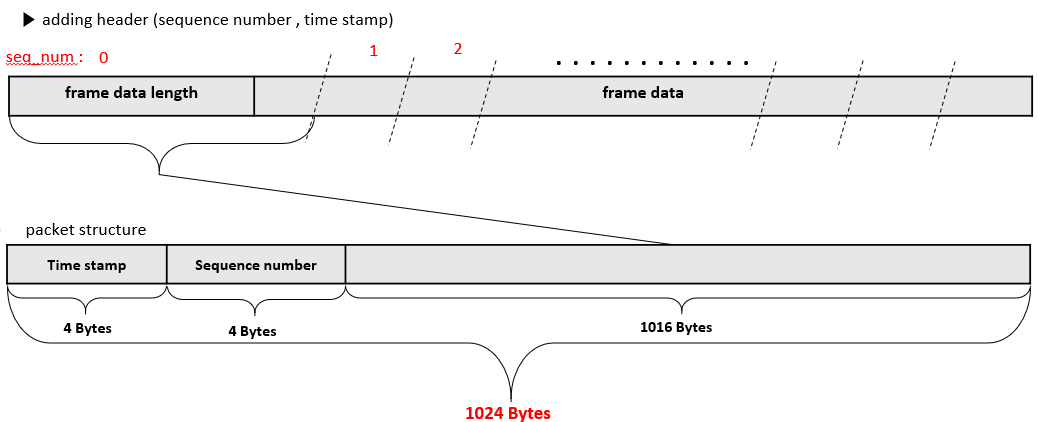 ▶ adding header (sequence number , time stamp)
seq_num : 0 1 2
frame data length frame data
packet structure
Time stamp Sequence number
4 Bytes 4 Bytes 1016 Bytes
1024 Bytes